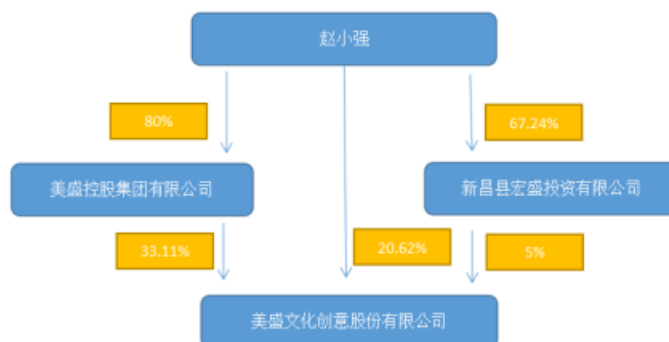 赵小强
80%
67.24%
美盛控股集团有限公司
新昌县宏盛投资有限公司
33.11%
20.62%
5%
美盛文化创意股份有限公司